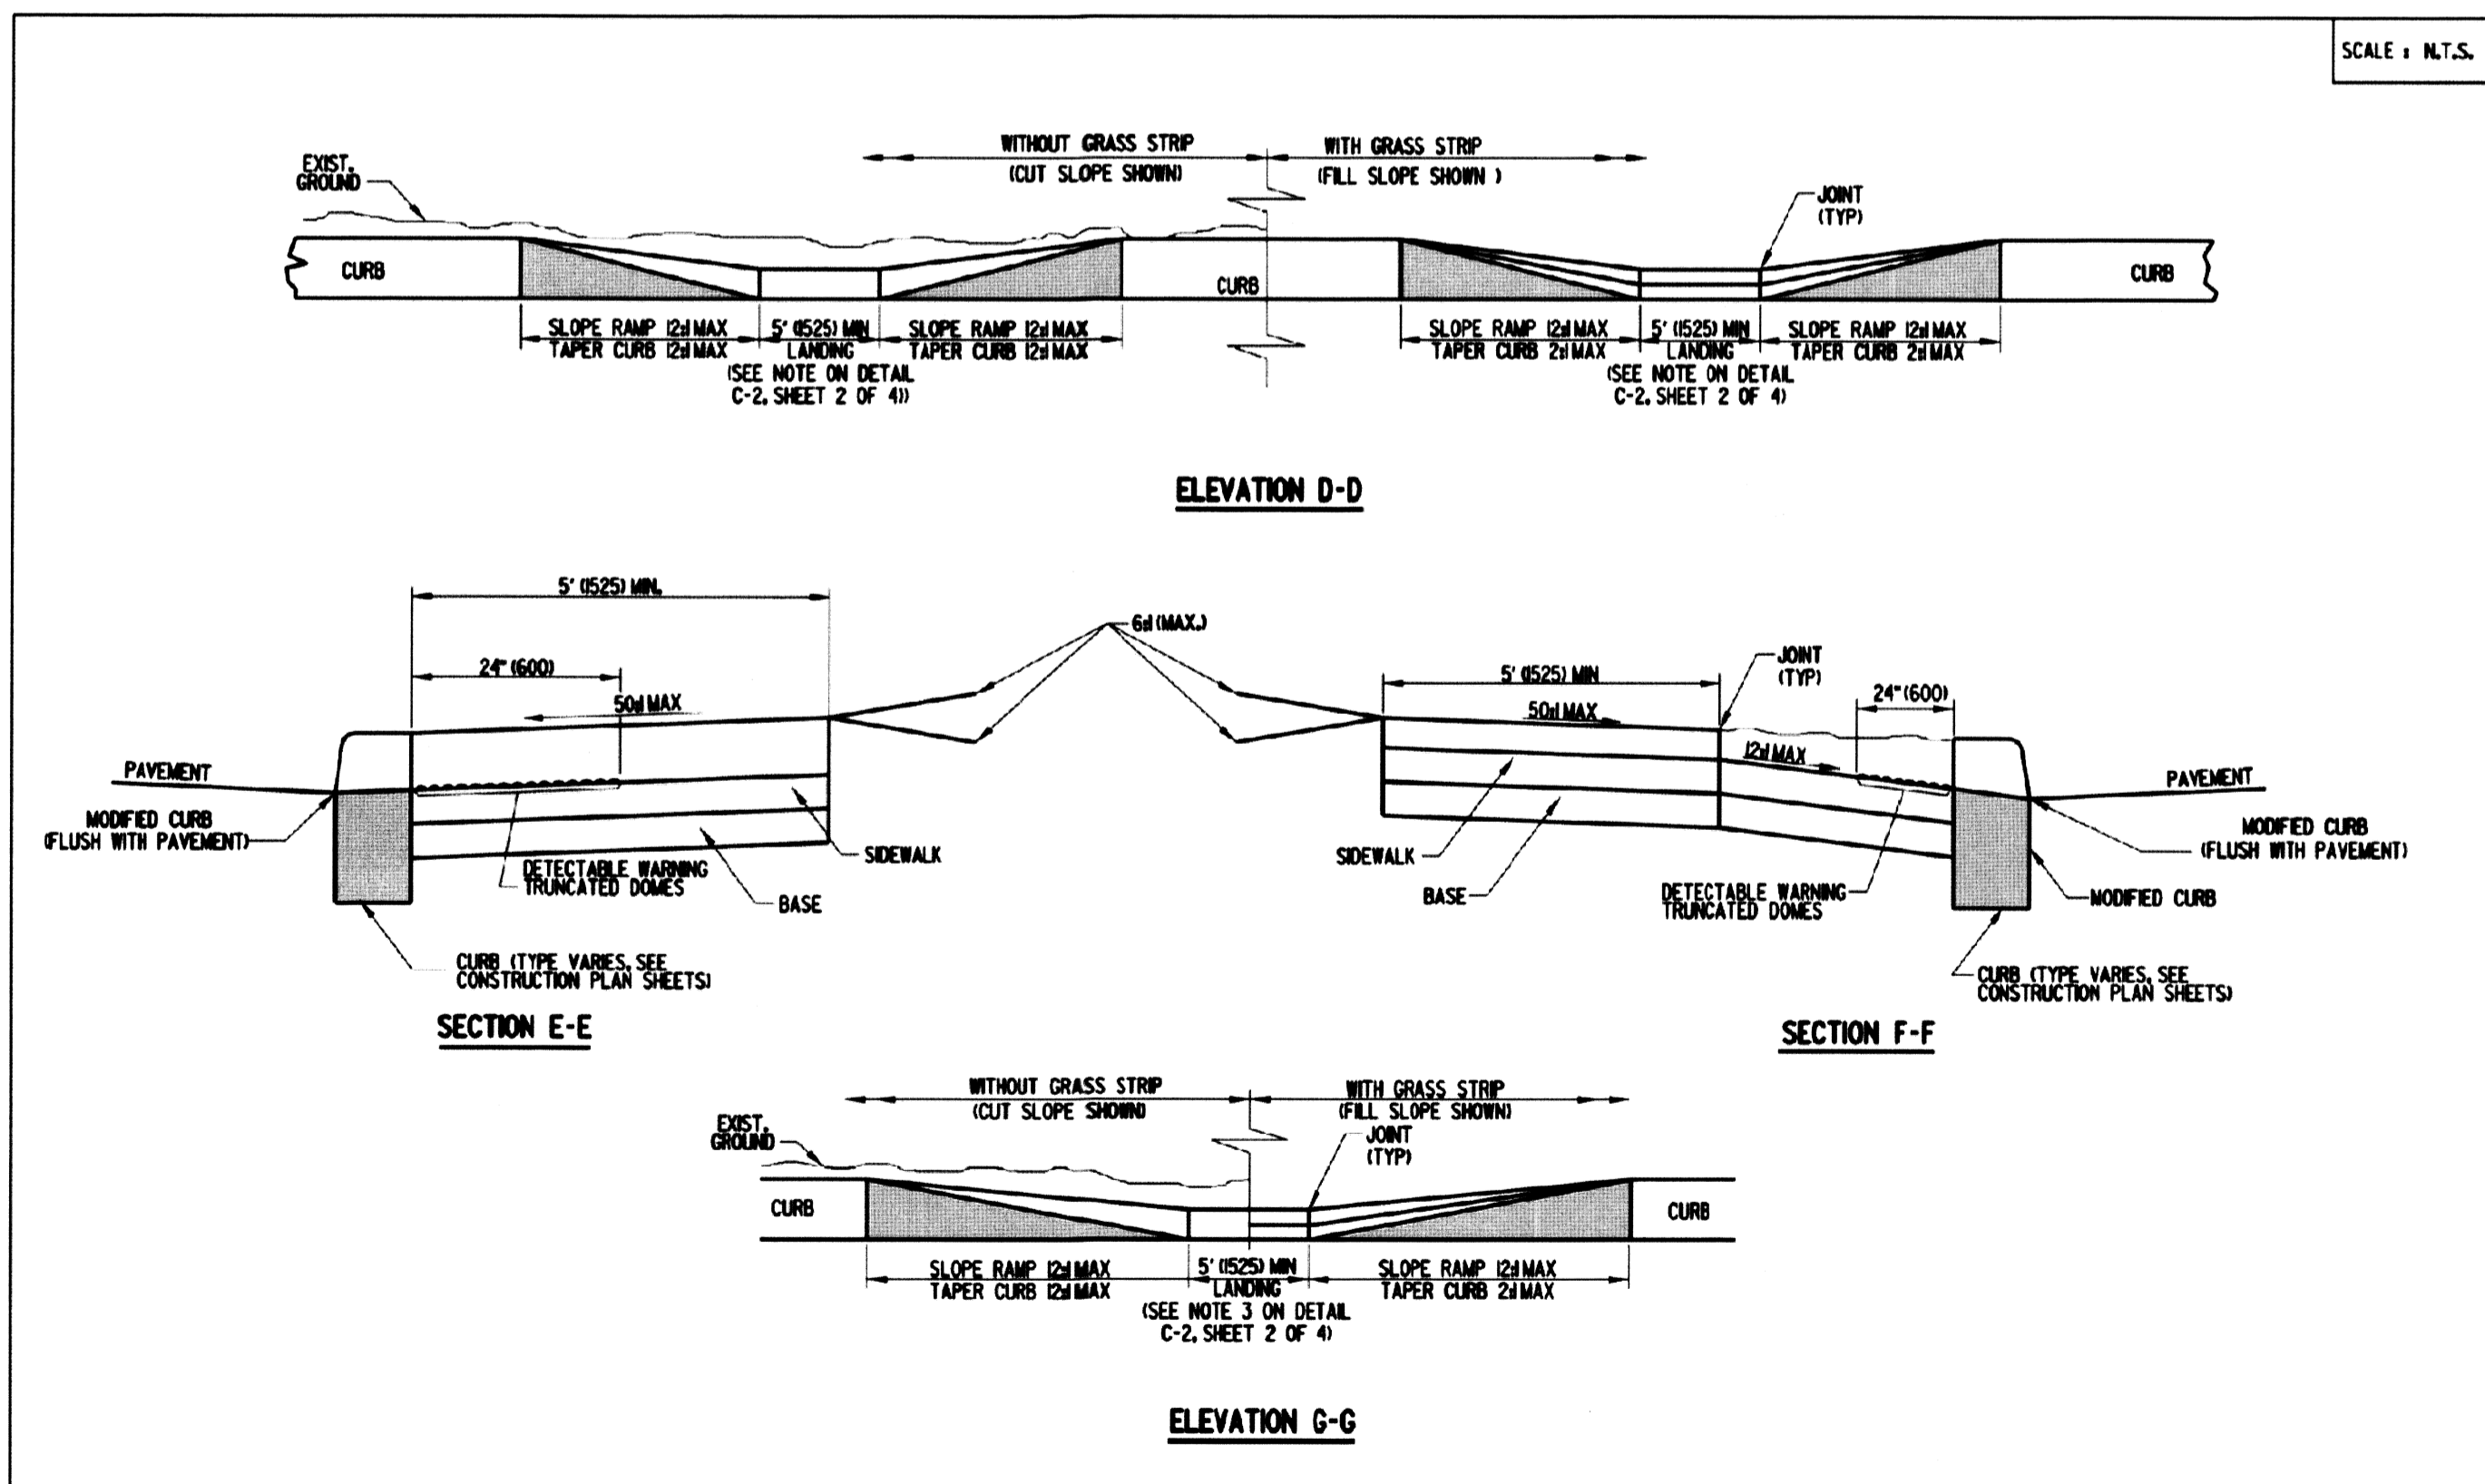 SCALE : N.T.S.
WITHOUT GRASS STRIP
(CUT SLOPE SHOWN)
WITH GRASS STRIP
(FILL SLOPE SHOWN )
EXIST.
GROUND
JOINT
(TYP)
CURB
CURB
CURB
SLOPE RAMP 12:1 MAX
TAPER CURB 12:1 MAX
5' (1525) MIN
LANDING
(SEE NOTE ON DETAIL
C-2, SHEET 2 OF 4))
SLOPE RAMP 12:1 MAX
TAPER CURB 12:1 MAX
SLOPE RAMP 12:1 MAX
TAPER CURB 2:1 MAX
5' (1525) MIN
LANDING
(SEE NOTE ON DETAIL
C-2, SHEET 2 OF 4)
SLOPE RAMP 12:1 MAX
TAPER CURB 2:1 MAX
ELEVATION D-D
5' (1525) MIN.
24" (600)
50:1 MAX
PAVEMENT
MODIFIED CURB
(FLUSH WITH PAVEMENT)
DETECTABLE WARNING
TRUNCATED DOMES
SIDEWALK
BASE
CURB (TYPE VARIES, SEE
CONSTRUCTION PLAN SHEETS)
SECTION E-E
6:1 (MAX.)
5' (1525) MIN
50:1 MAX
JOINT
(TYP)
24" (600)
12:1 MAX
PAVEMENT
MODIFIED CURB
(FLUSH WITH PAVEMENT)
SIDEWALK
BASE
DETECTABLE WARNING
TRUNCATED DOMES
MODIFIED CURB
CURB (TYPE VARIES, SEE
CONSTRUCTION PLAN SHEETS)
SECTION F-F
WITHOUT GRASS STRIP
(CUT SLOPE SHOWN)
WITH GRASS STRIP
(FILL SLOPE SHOWN)
EXIST.
GROUND
JOINT
(TYP)
CURB
CURB
SLOPE RAMP 12:1 MAX
TAPER CURB 12:1 MAX
5' (1525) MIN
LANDING
(SEE NOTE 3 ON DETAIL
C-2, SHEET 2 OF 4)
SLOPE RAMP 12:1 MAX
TAPER CURB 2:1 MAX
ELEVATION G-G